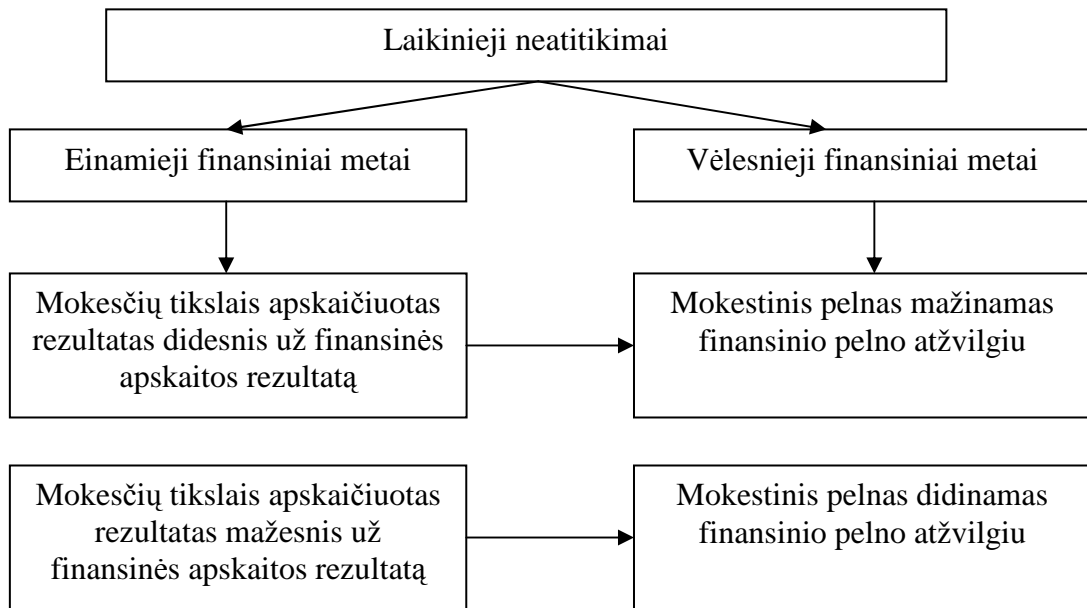 Laikinieji neatitikimai
Einamieji finansiniai metai
Vėlesnieji finansiniai metai
Mokesčių tikslais apskaičiuotas
rezultatas didesnis už finansinės
apskaitos rezultatą
Mokestinis pelnas mažinamas
finansinio pelno atžvilgiu
Mokesčių tikslais apskaičiuotas
rezultatas mažesnis už
finansinės apskaitos rezultatą
Mokestinis pelnas didinamas
finansinio pelno atžvilgiu